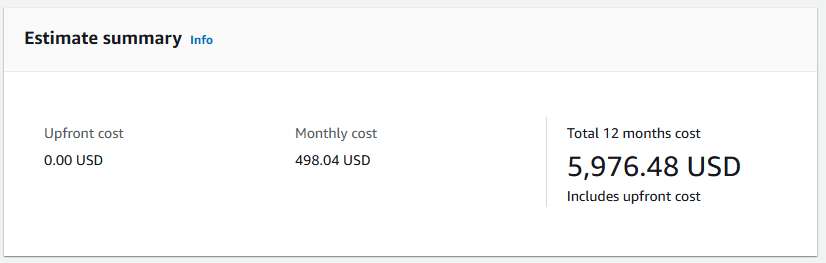 Estimate summary Info
Upfront cost
0.00 USD
Monthly cost
498.04 USD
Total 12 months cost
5,976.48 USD
Includes upfront cost